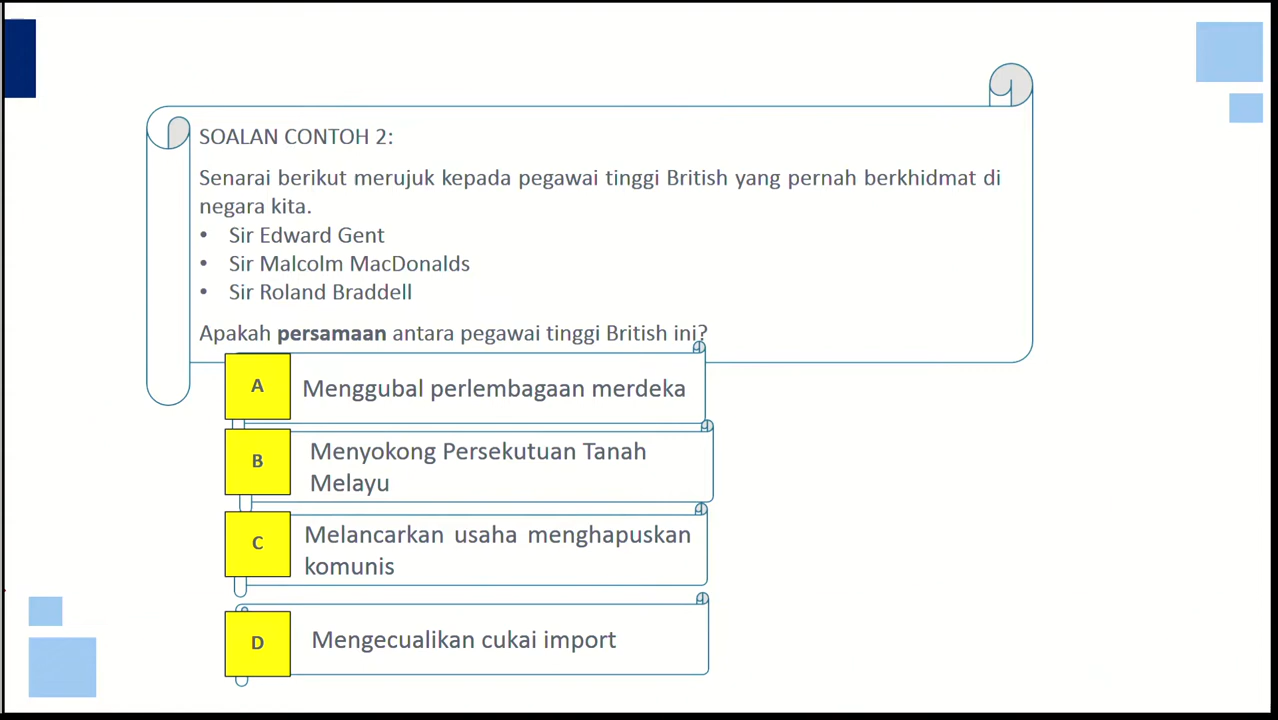 SOALAN CONTOH 2:
Senarai berikut merujuk kepada pegawai tinggi British yang pernah berkhidmat di
negara kita.
• Sir Edward Gent
• Sir Malcolm MacDonalds
• Sir Roland Braddell
Apakah persamaan antara pegawai tinggi British ini?
A Menggubal perlembagaan merdeka
B Menyokong Persekutuan Tanah
Melayu
C Melancarkan usaha menghapuskan
komunis
D Mengecualikan cukai import